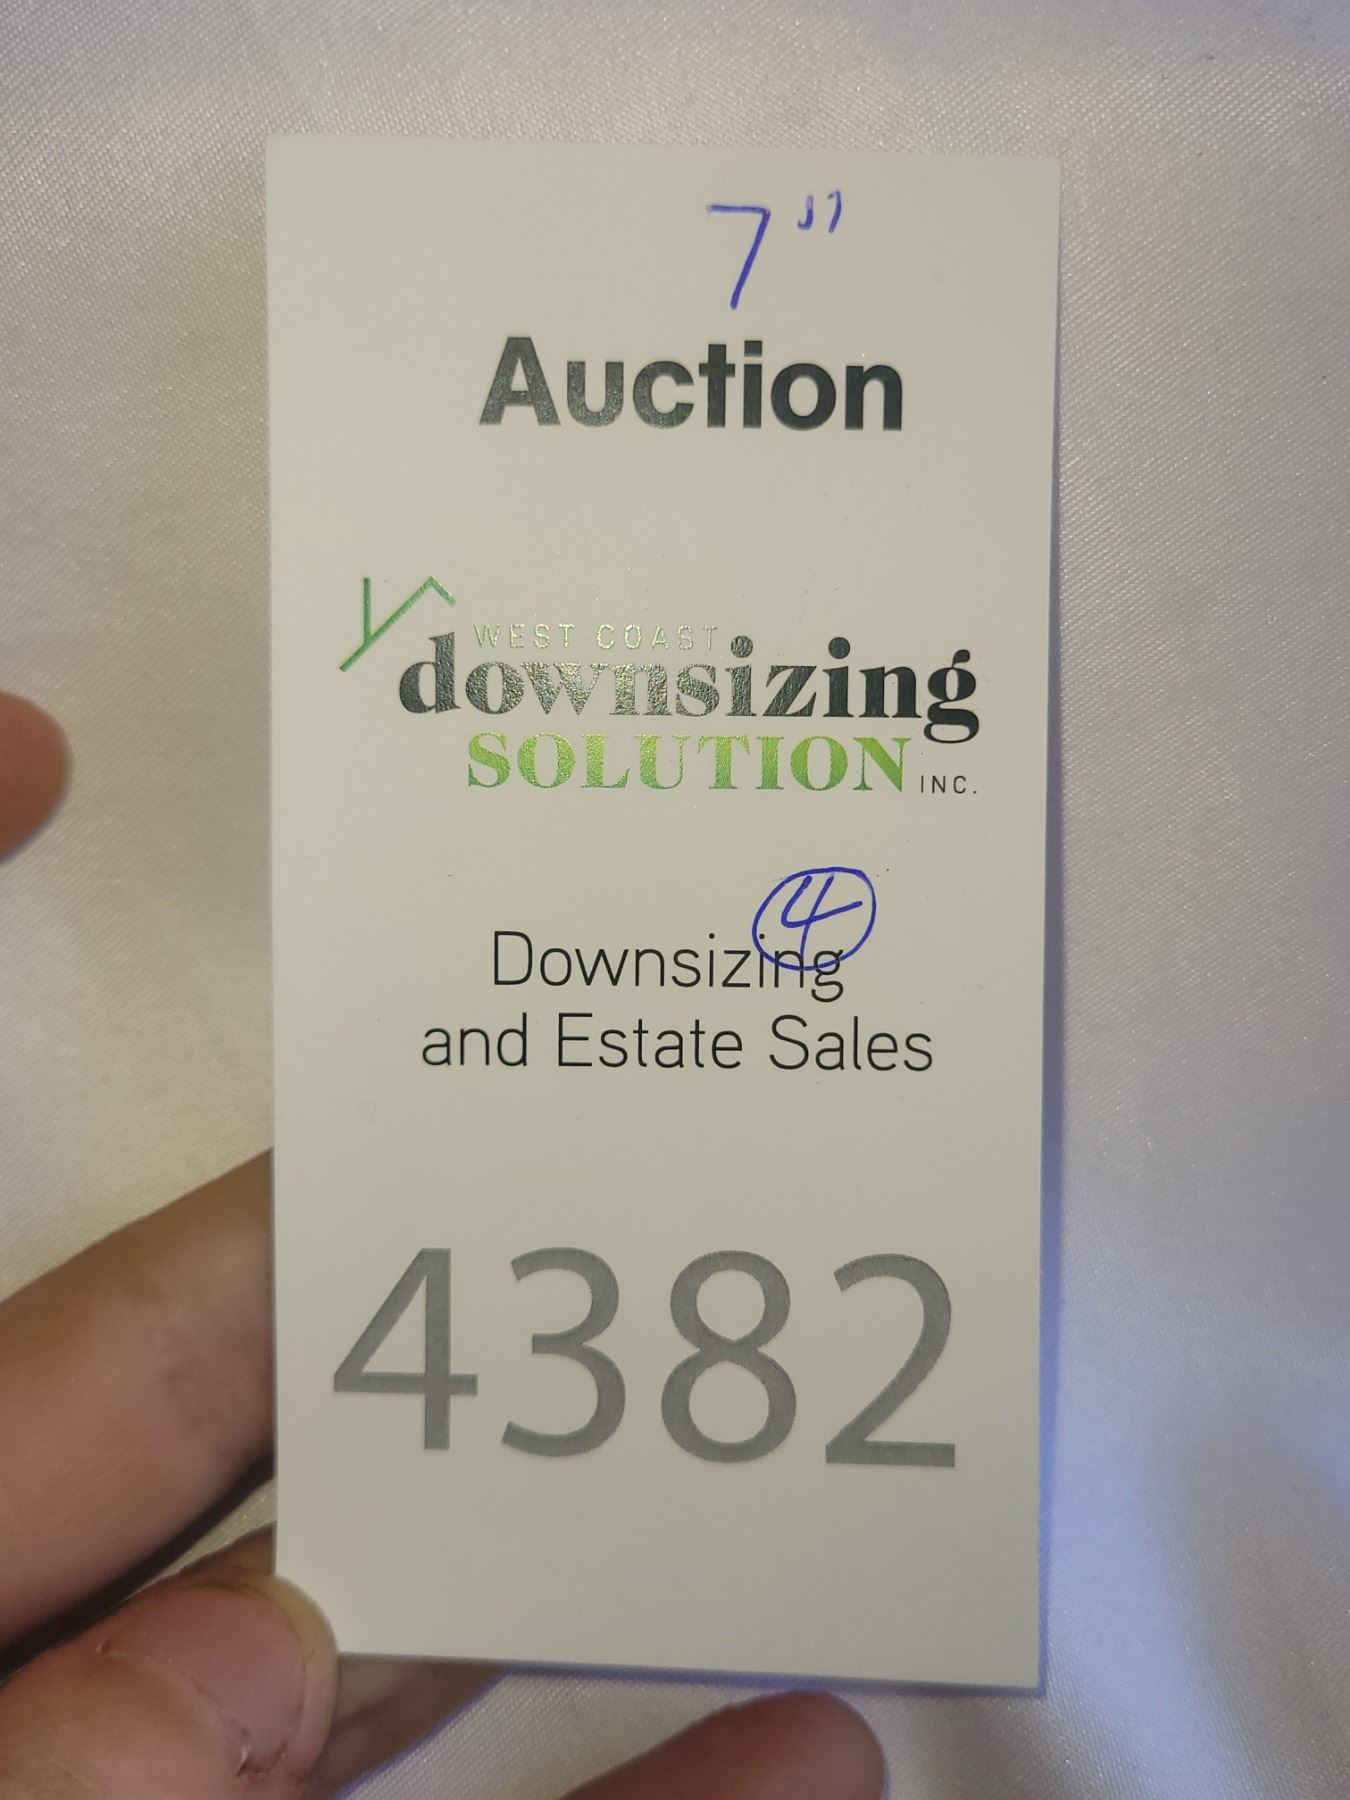 7"
Auction
WEST COAST
downsizing
SOLUTION INC.
4
Downsizing
and Estate Sales
4382